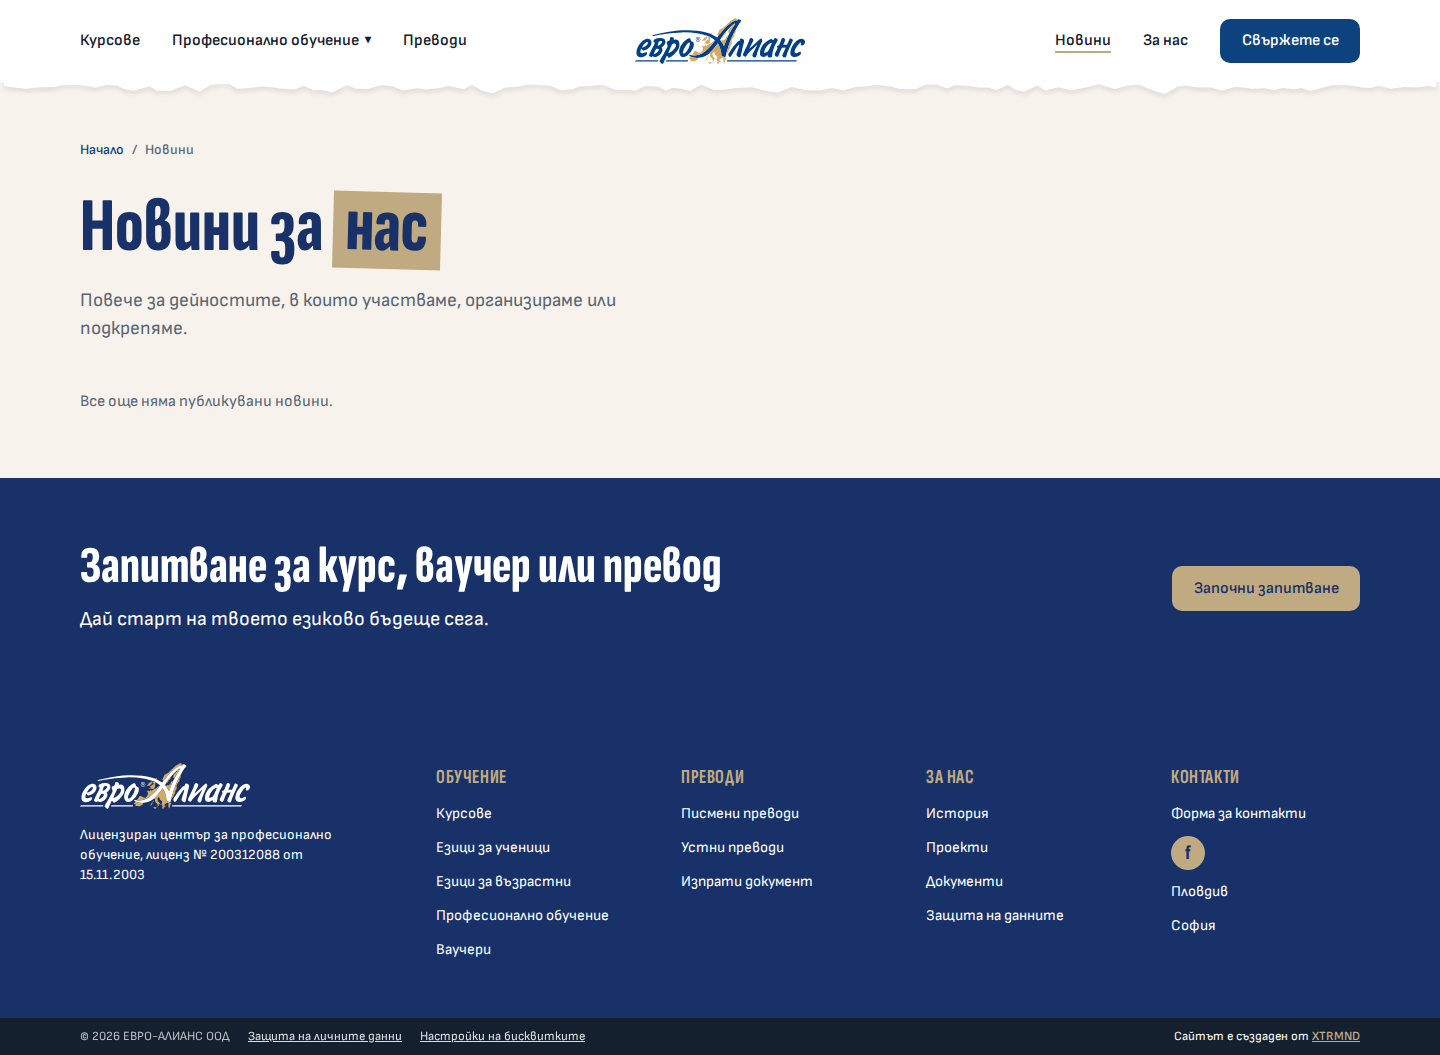 Курсове Професионално обучение ▾ Преводи евроАлианс® Новини За нас Свържете се
Начало / Новини
Новини за нас
Повече за дейностите, в които участваме, организираме или
подкрепяме.
Все още няма публикувани новини.
Запитване за курс, ваучер или превод
Дай старт на твоето езиково бъдеще сега.
Започни запитване
евроАлианс®
Лицензиран център за професионално
обучение, лиценз № 200312088 от
15.11.2003
ОБУЧЕНИЕ
Курсове
Езици за ученици
Езици за възрастни
Професионално обучение
Ваучери
ПРЕВОДИ
Писмени преводи
Устни преводи
Изпрати документ
ЗА НАС
История
Проекти
Документи
Защита на данните
КОНТАКТИ
Форма за контакти
f
Пловдив
София
© 2026 ЕВРО-АЛИАНС ООД Защита на личните данни Настройки на бисквитките Сайтът е създаден от XTRMND